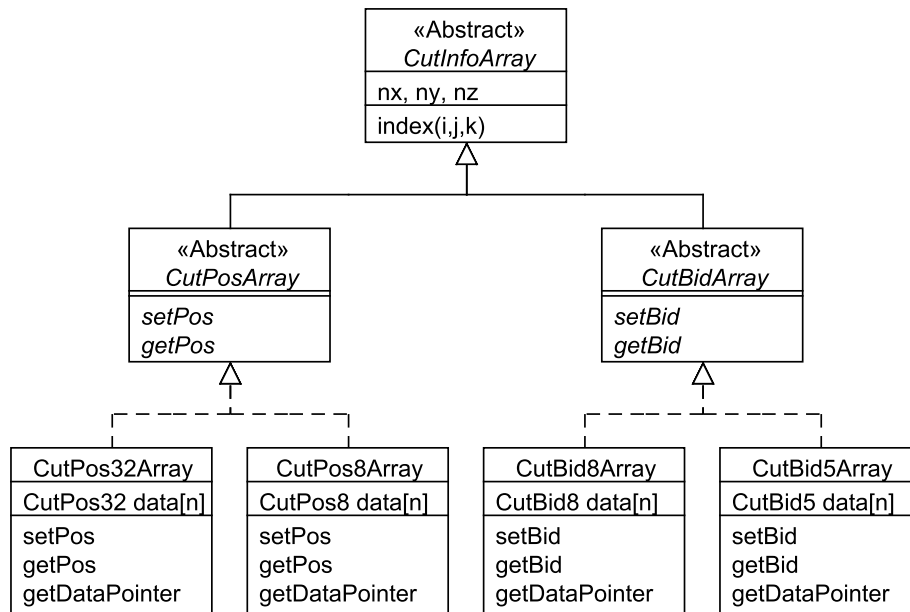 «Abstract»
CutInfoArray
nx, ny, nz
index(i,j,k)
«Abstract»
CutPosArray
setPos
getPos
«Abstract»
CutBidArray
setBid
getBid
CutPos32Array
CutPos32 data[n]
setPos
getPos
getDataPointer
CutPos8Array
CutPos8 data[n]
setPos
getPos
getDataPointer
CutBid8Array
CutBid8 data[n]
setBid
getBid
getDataPointer
CutBid5Array
CutBid5 data[n]
setBid
getBid
getDataPointer